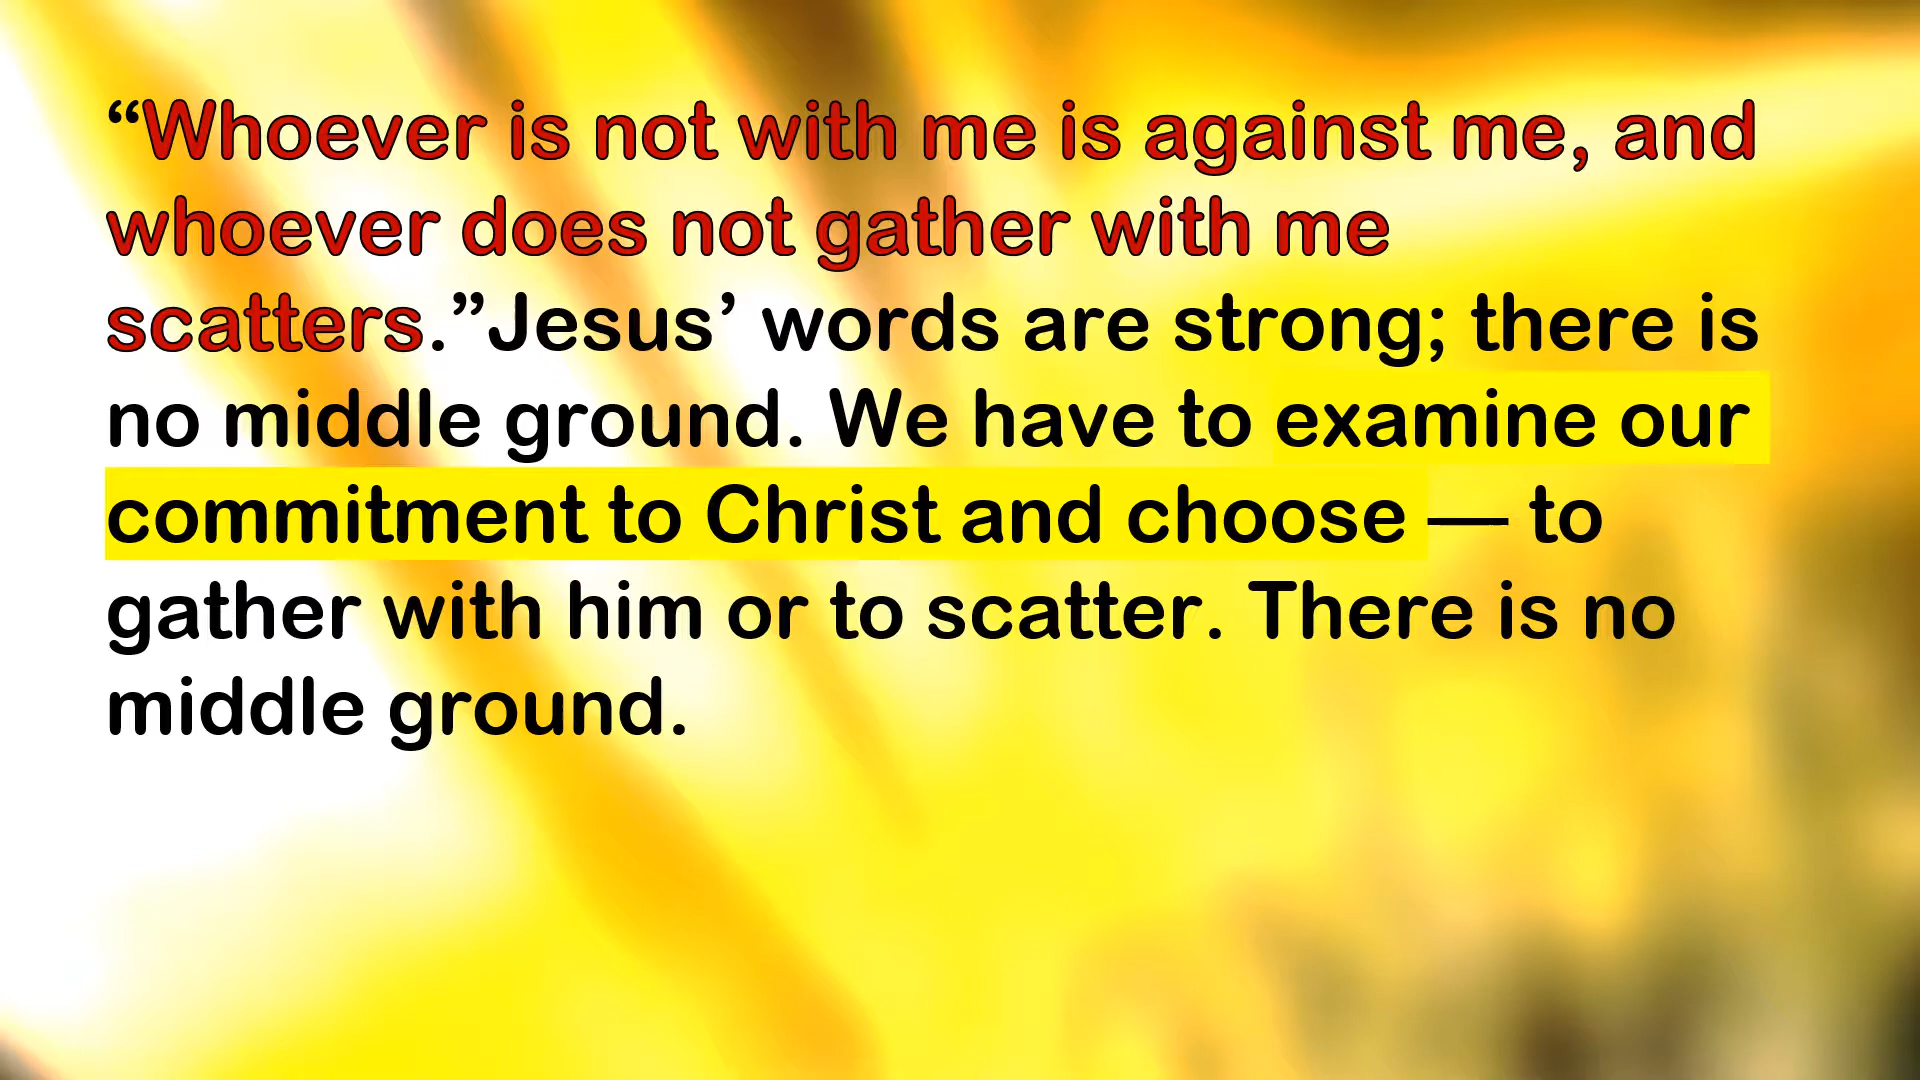 “Whoever is not with me is against me, and
whoever does not gather with me
scatters.”Jesus’ words are strong; there is
no middle ground. We have to examine our
commitment to Christ and choose — to
gather with him or to scatter. There is no
middle ground.